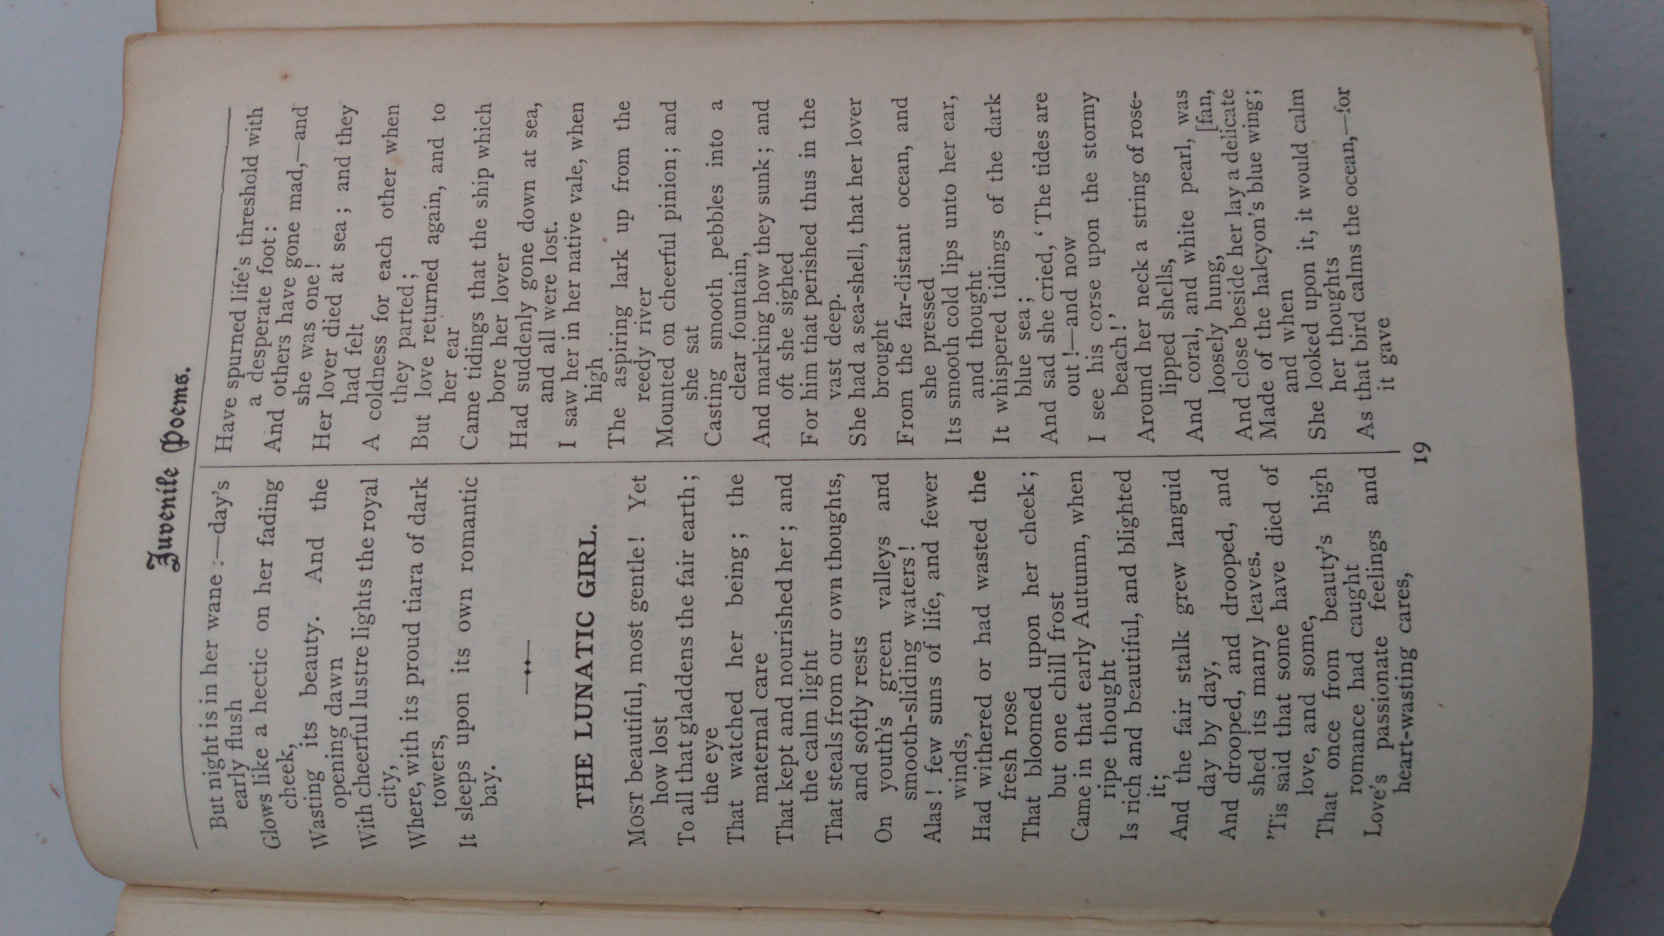 Juvenile Poems.
But night is in her wane :—day's
early flush
Glows like a hectic on her fading
cheek,
Wasting its beauty. And the
opening dawn
With cheerful lustre lights the royal
city,
Where, with its proud tiara of dark
towers,
It sleeps upon its own romantic
bay.
THE LUNATIC GIRL.
MOST beautiful, most gentle! Yet
how lost
To all that gladdens the fair earth;
the eye
That watched her being; the
maternal care
That kept and nourished her; and
the calm light
That steals from our own thoughts,
and softly rests
On youth's green valleys and
smooth-sliding waters!
Alas! few suns of life, and fewer
winds,
Had withered or had wasted the
fresh rose
That bloomed upon her cheek;
but one chill frost
Came in that early Autumn, when
ripe thought
Is rich and beautiful, and blighted
it;
And the fair stalk grew languid
day by day,
And drooped, and drooped, and
shed its many leaves.
'Tis said that some have died of
love, and some,
That once from beauty's high
romance had caught
Love's passionate feelings and
heart-wasting cares,
Have spurned life's threshold with
a desperate foot:
And others have gone mad,—and
she was one!
Her lover died at sea; and they
had felt
A coldness for each other when
they parted;
But love returned again, and to
her ear
Came tidings that the ship which
bore her lover
Had suddenly gone down at sea,
and all were lost.
I saw her in her native vale, when
high
The aspiring lark up from the
reedy river
Mounted on cheerful pinion; and
she sat
Casting smooth pebbles into a
clear fountain,
And marking how they sunk; and
oft she sighed
For him that perished thus in the
vast deep.
She had a sea-shell, that her lover
brought
From the far-distant ocean, and
she pressed
Its smooth cold lips unto her ear,
and thought
It whispered tidings of the dark
blue sea;
And sad she cried, 'The tides are
out!—and now
I see his corse upon the stormy
beach!'
Around her neck a string of rose-
lipped shells,
And coral, and white pearl, was
loosely hung, [fan,
And close beside her lay a delicate
Made of the halcyon's blue wing;
and when
She looked upon it, it would calm
her thoughts
As that bird calms the ocean,—for
it gave
19